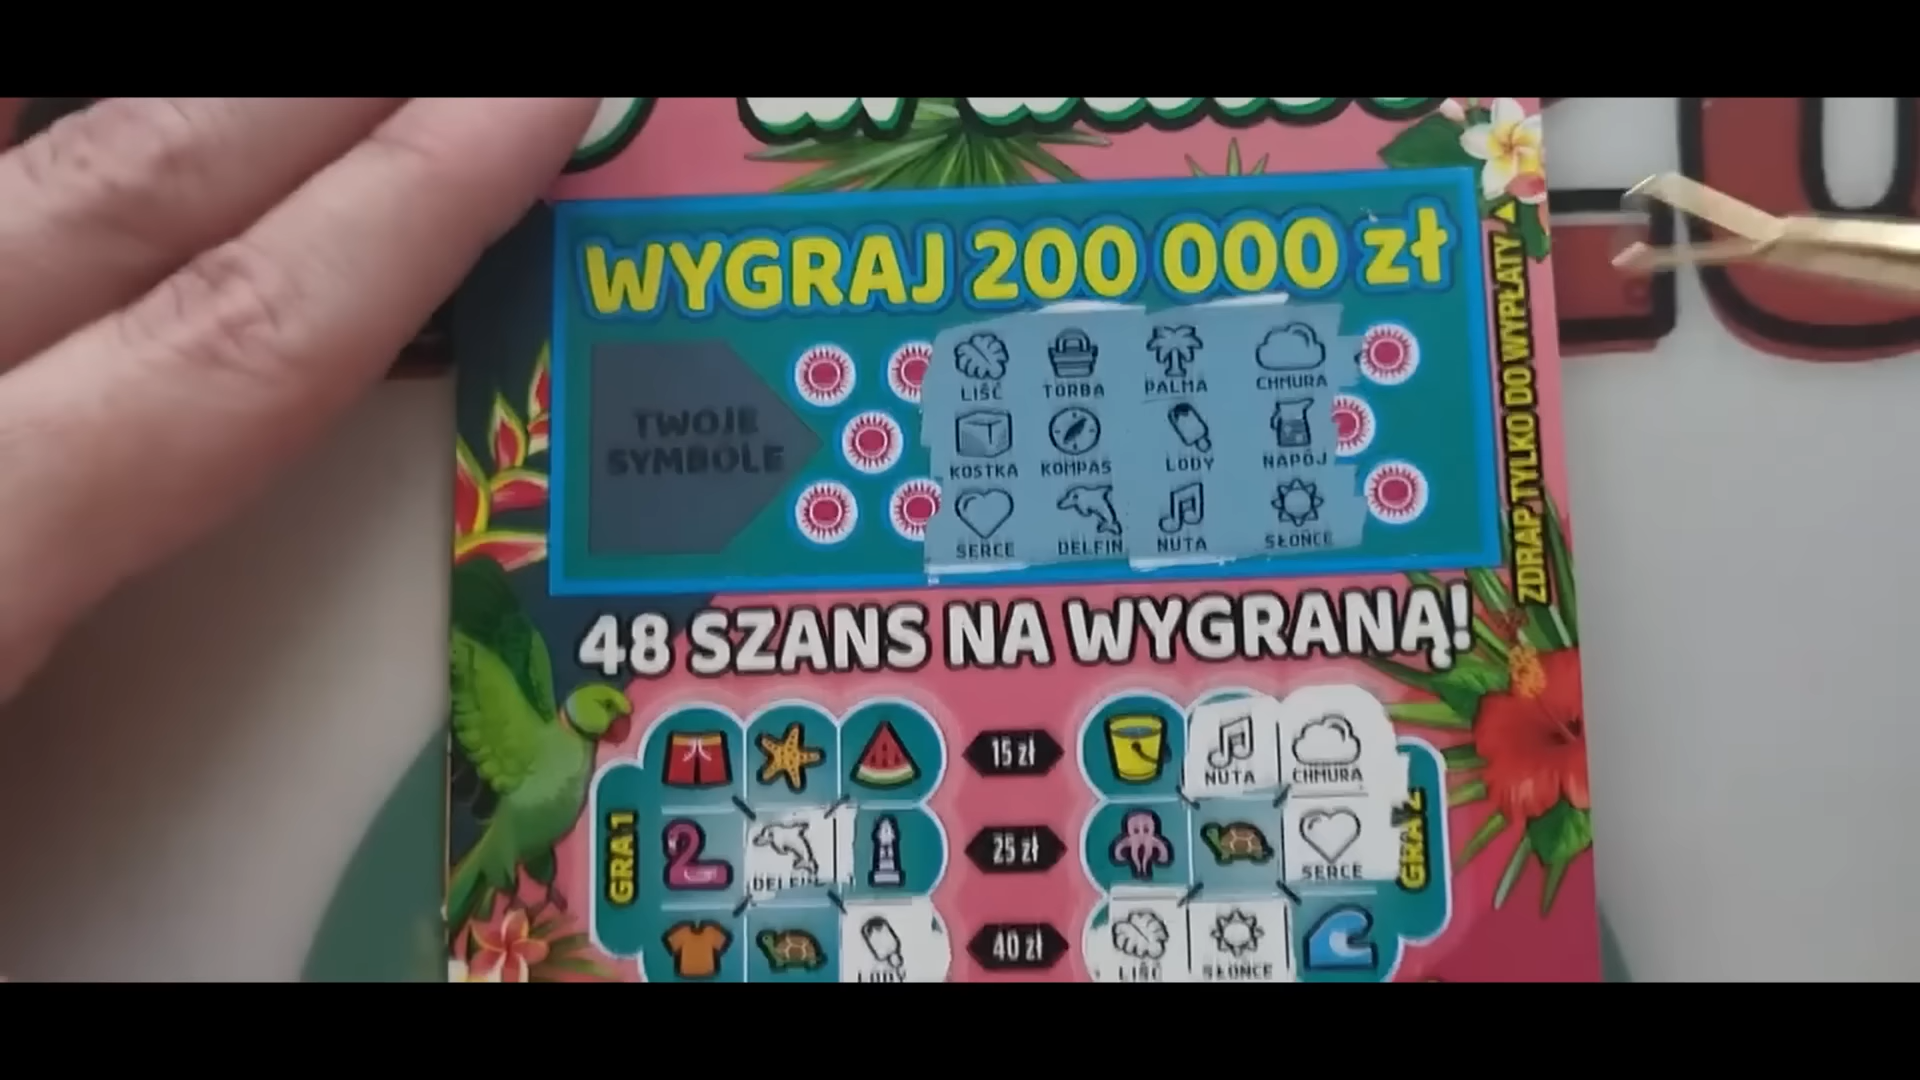 WYGRAJ 200 000 zł
TWOJE
SYMBOLE
LIŚĆ TORBA PALMA CHMURA
KOSTKA KOMPAS LODY NAPÓJ
SERCE DELFIN NUTA SŁOŃCE
ZDRAP TYLKO DO WYPŁATY
48 SZANS NA WYGRANĄ!
GRA 1
15 zł
NUTA CHMURA
DELFIN
25 zł
SERCE
GRA 2
LODY
40 zł
LIŚĆ SŁOŃCE